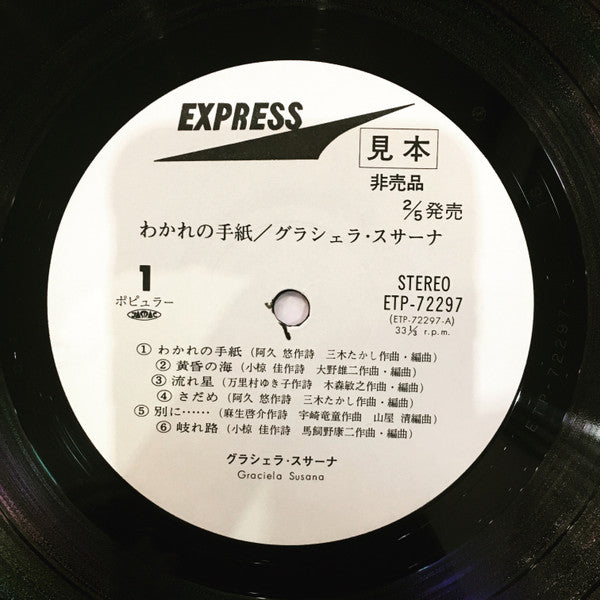 EXPRESS
見本
非売品
2/5発売
わかれの手紙／グラシェラ・スサーナ
1
ポピュラー
JASRAC
STEREO
ETP-72297
(ETP-72297-A)
33⅓ r.p.m.
① わかれの手紙 (阿久 悠作詩 三木たかし作曲・編曲)
② 黄昏の海 (小椋 佳作詩 大野雄二作曲・編曲)
③ 流れ星 (万里村ゆき子作詩 木森敏之作曲・編曲)
④ さだめ (阿久 悠作詩 三木たかし作曲・編曲)
⑤ 別に…… (麻生啓介作詩 宇崎竜童作曲 山屋 清編曲)
⑥ 岐れ路 (小椋 佳作詩 馬飼野康二作曲・編曲)
グラシェラ・スサーナ
Graciela Susana
ETP-72297